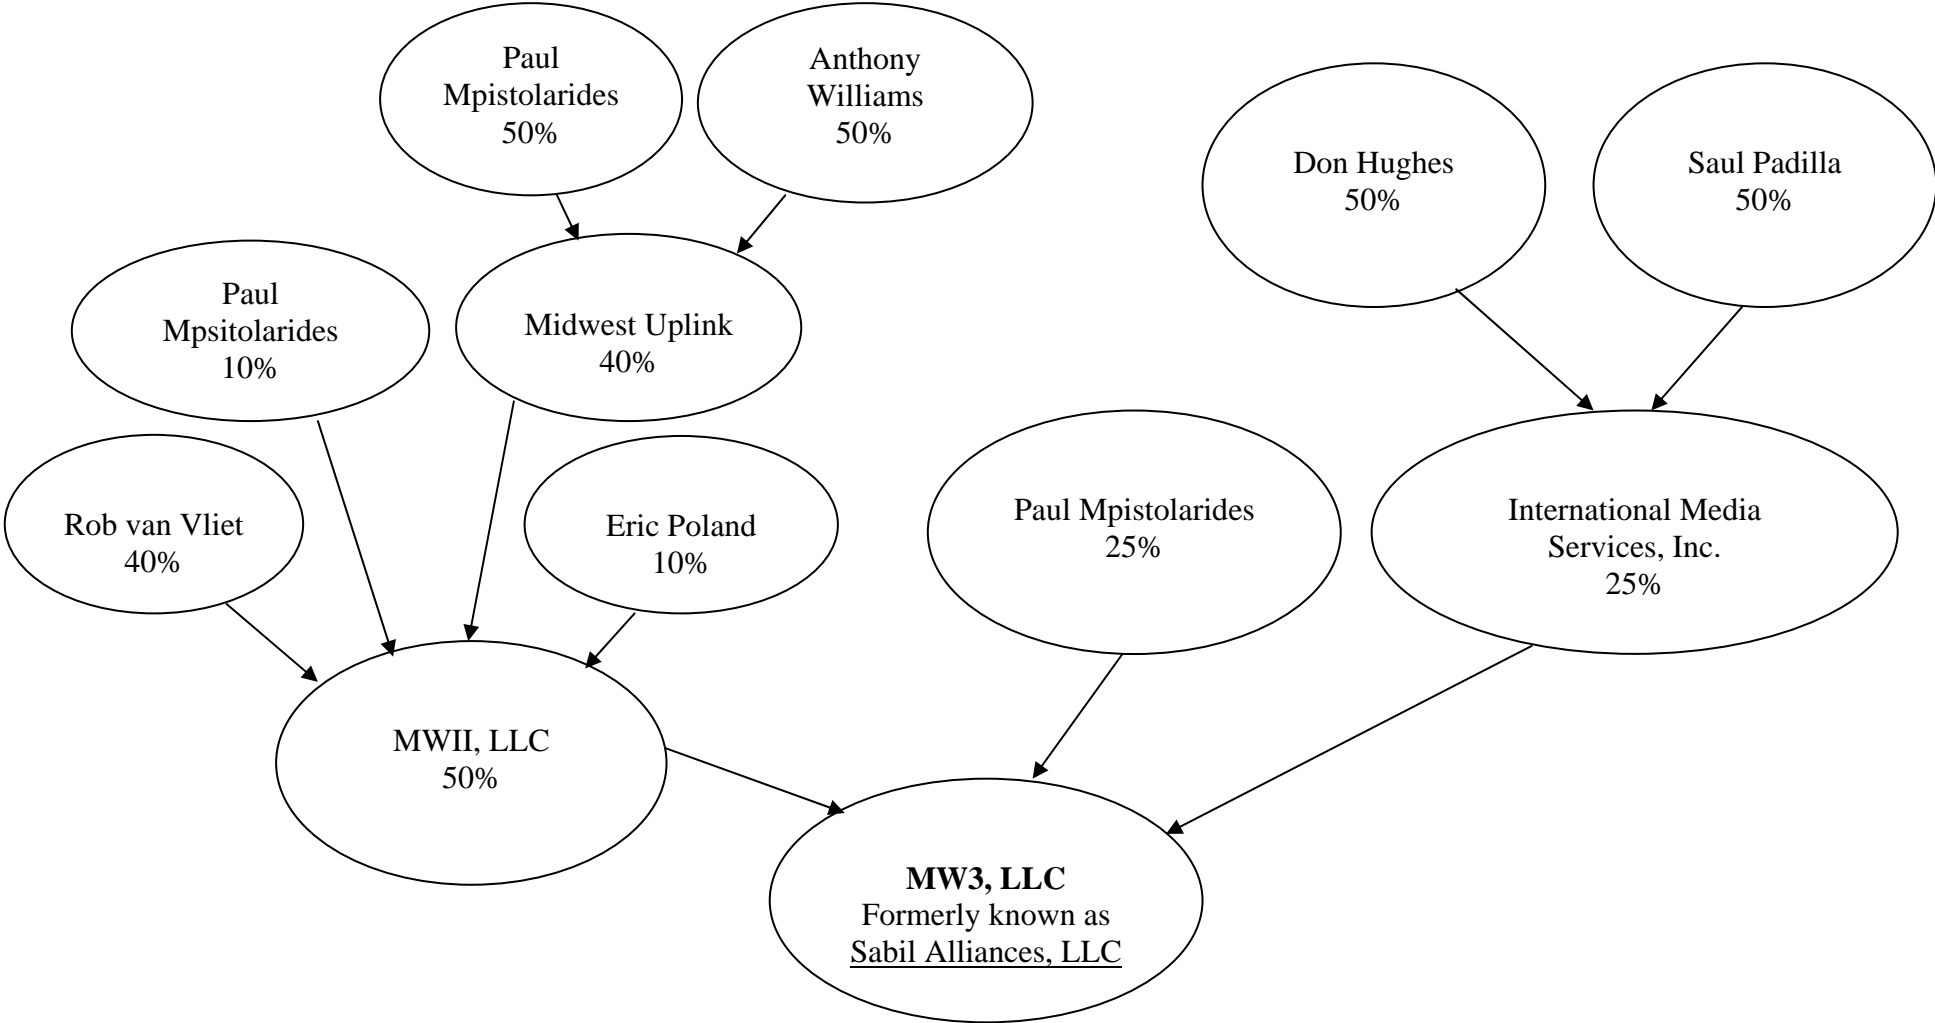 Paul
Mpistolarides
50%
Anthony
Williams
50%
Don Hughes
50%
Saul Padilla
50%
Paul
Mpsitolarides
10%
Midwest Uplink
40%
Rob van Vliet
40%
Eric Poland
10%
Paul Mpistolarides
25%
International Media
Services, Inc.
25%
MWII, LLC
50%
MW3, LLC
Formerly known as
Sabil Alliances, LLC